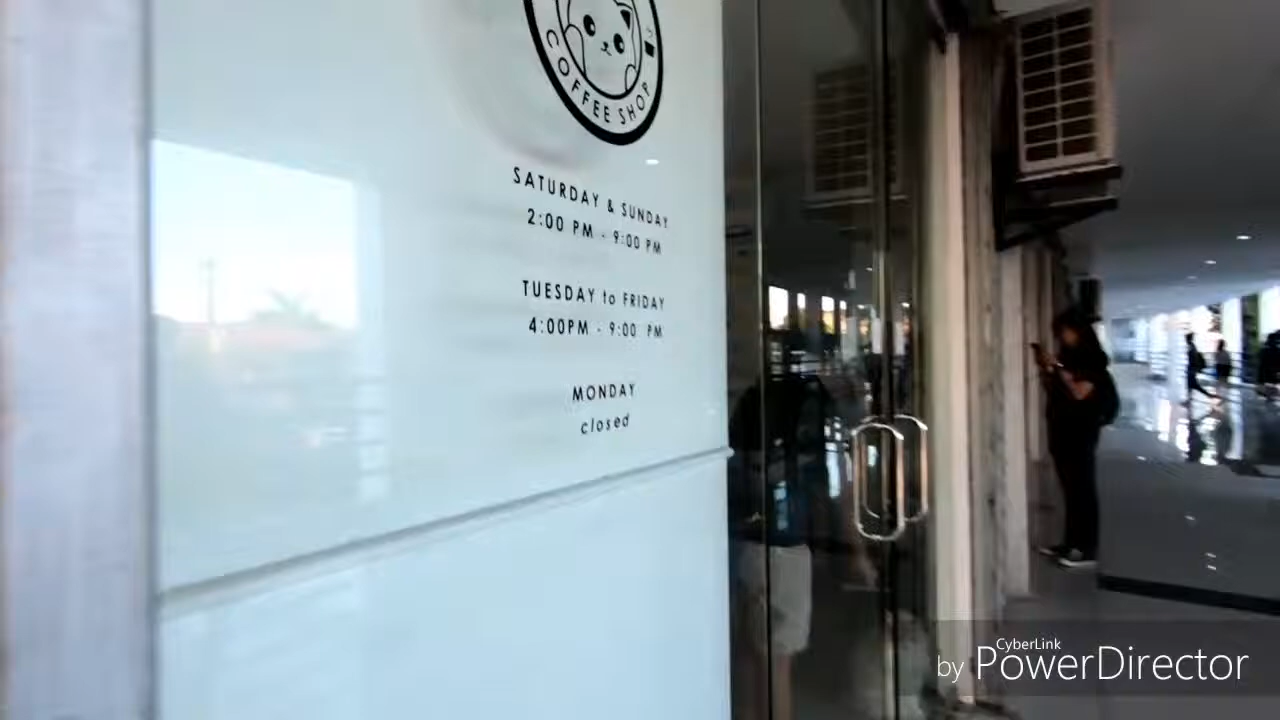 COFFEE SHOP
SATURDAY & SUNDAY
2:00 PM - 9:00 PM
TUESDAY to FRIDAY
4:00PM - 9:00 PM
MONDAY
closed
CyberLink
by PowerDirector